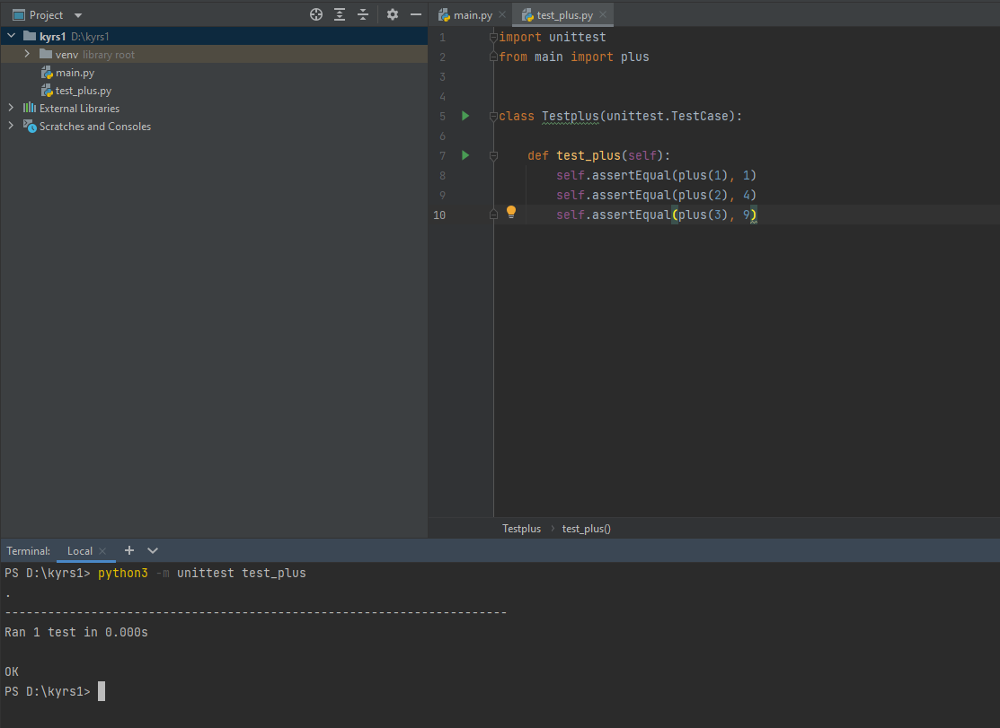 Project
main.py
test_plus.py
kyrs1 D:\kyrs1
venv library root
main.py
test_plus.py
External Libraries
Scratches and Consoles
1 import unittest
2 from main import plus
3
4
5 class Testplus(unittest.TestCase):
6
7 def test_plus(self):
8 self.assertEqual(plus(1), 1)
9 self.assertEqual(plus(2), 4)
10 self.assertEqual(plus(3), 9)
Testplus test_plus()
Terminal: Local
PS D:\kyrs1> python3 -m unittest test_plus
.
----------------------------------------------------------------------
Ran 1 test in 0.000s
OK
PS D:\kyrs1>